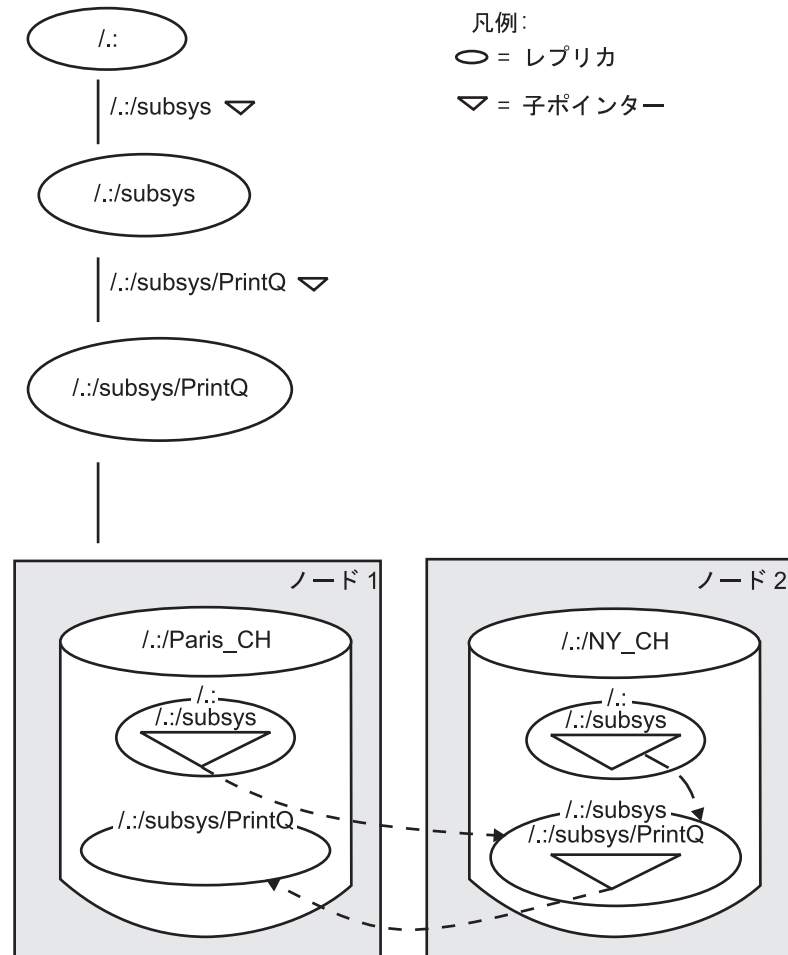 /.:
凡例:
= レプリカ
/.:/subsys
= 子ポインター
/.:/subsys
/.:/subsys/PrintQ
/.:/subsys/PrintQ
ノード 1
/.:/Paris_CH
/.:
/.:/subsys
/.:/subsys/PrintQ
ノード 2
/.:/NY_CH
/.:
/.:/subsys
/.:/subsys
/.:/subsys/PrintQ